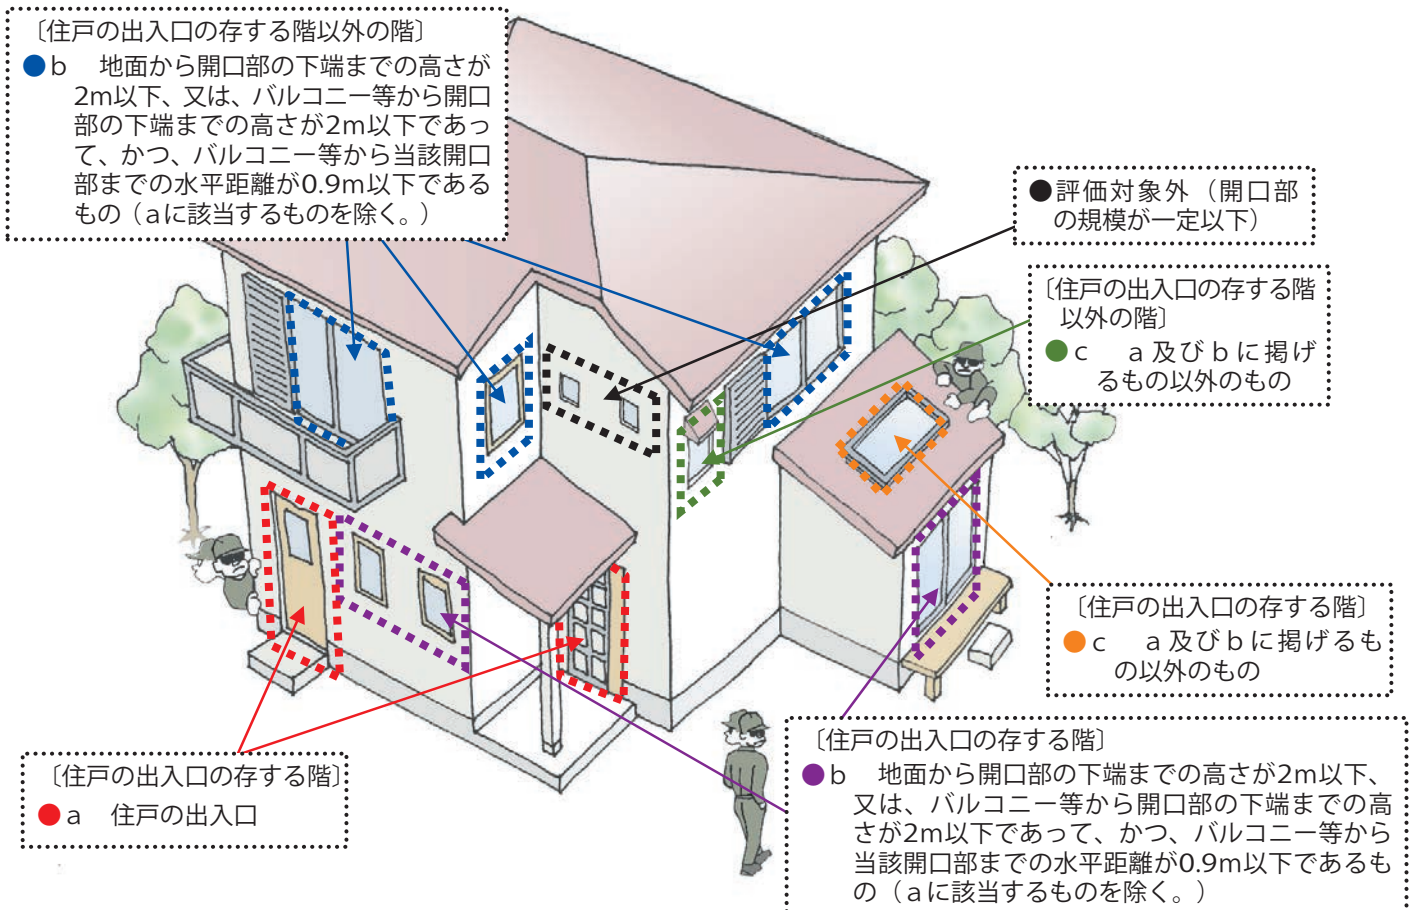 〔住戸の出入口の存する階以外の階〕
●b 地面から開口部の下端までの高さが
2m以下、又は、バルコニー等から開口
部の下端までの高さが2m以下であっ
て、かつ、バルコニー等から当該開口
部までの水平距離が0.9m以下である
もの（aに該当するものを除く。）
●評価対象外（開口部
の規模が一定以下）
〔住戸の出入口の存する階
以外の階〕
●c a及びbに掲げ
るもの以外のもの
〔住戸の出入口の存する階〕
●c a及びbに掲げるも
の以外のもの
〔住戸の出入口の存する階〕
●a 住戸の出入口
〔住戸の出入口の存する階〕
●b 地面から開口部の下端までの高さが2m以下、
又は、バルコニー等から開口部の下端までの高
さが2m以下であって、かつ、バルコニー等から
当該開口部までの水平距離が0.9m以下であるも
の（aに該当するものを除く。）